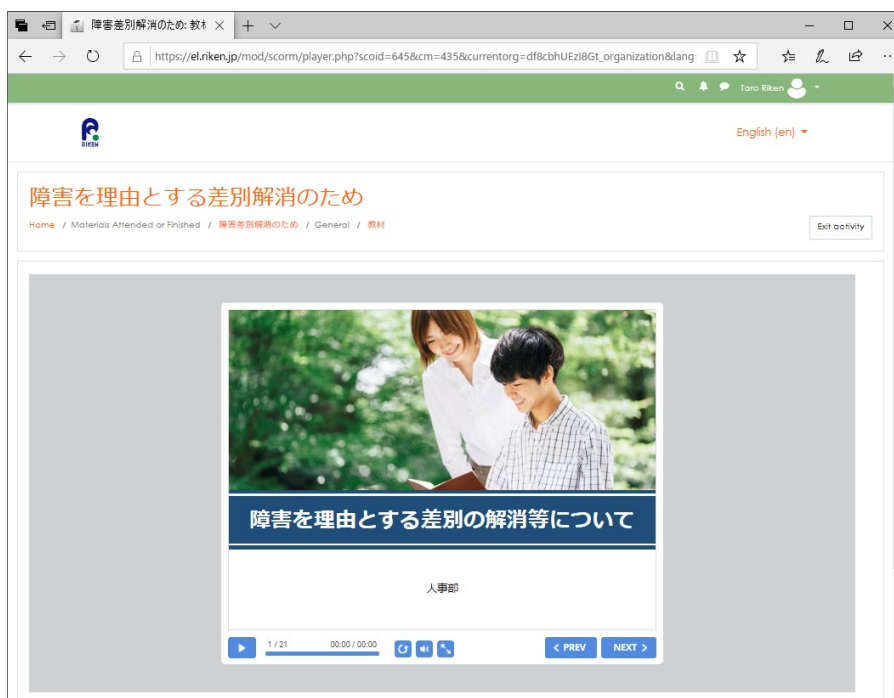 障害差別解消のため: 教材
https://el.riken.jp/mod/scorm/player.php?scoid=645&cm=435&currentorg=df8cbhUEzI8Gt_organization&lang=
Taro Riken
RIKEN
English (en)
障害を理由とする差別解消のため
Home / Materials Attended or Finished / 障害差別解消のため / General / 教材
Exit activity
障害を理由とする差別の解消等について
人事部
1 / 21 00:00 / 00:00 < PREV NEXT >